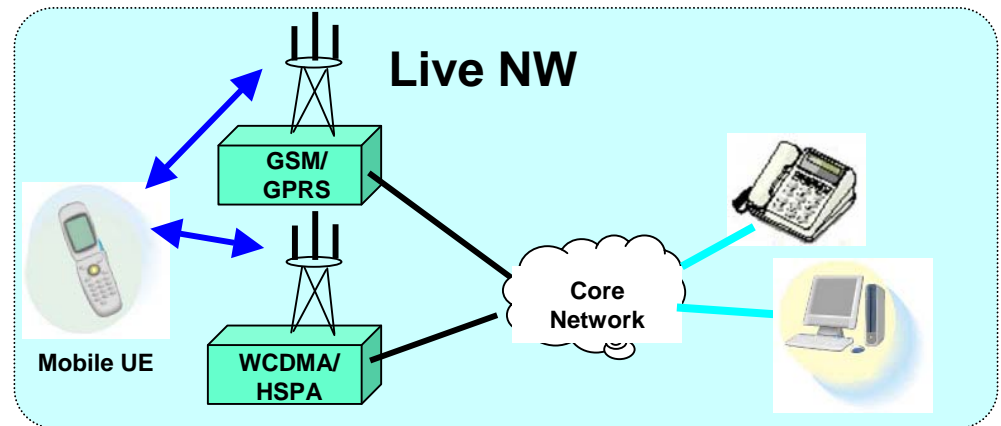 Live NW
GSM/
GPRS
Mobile UE
WCDMA/
HSPA
Core
Network